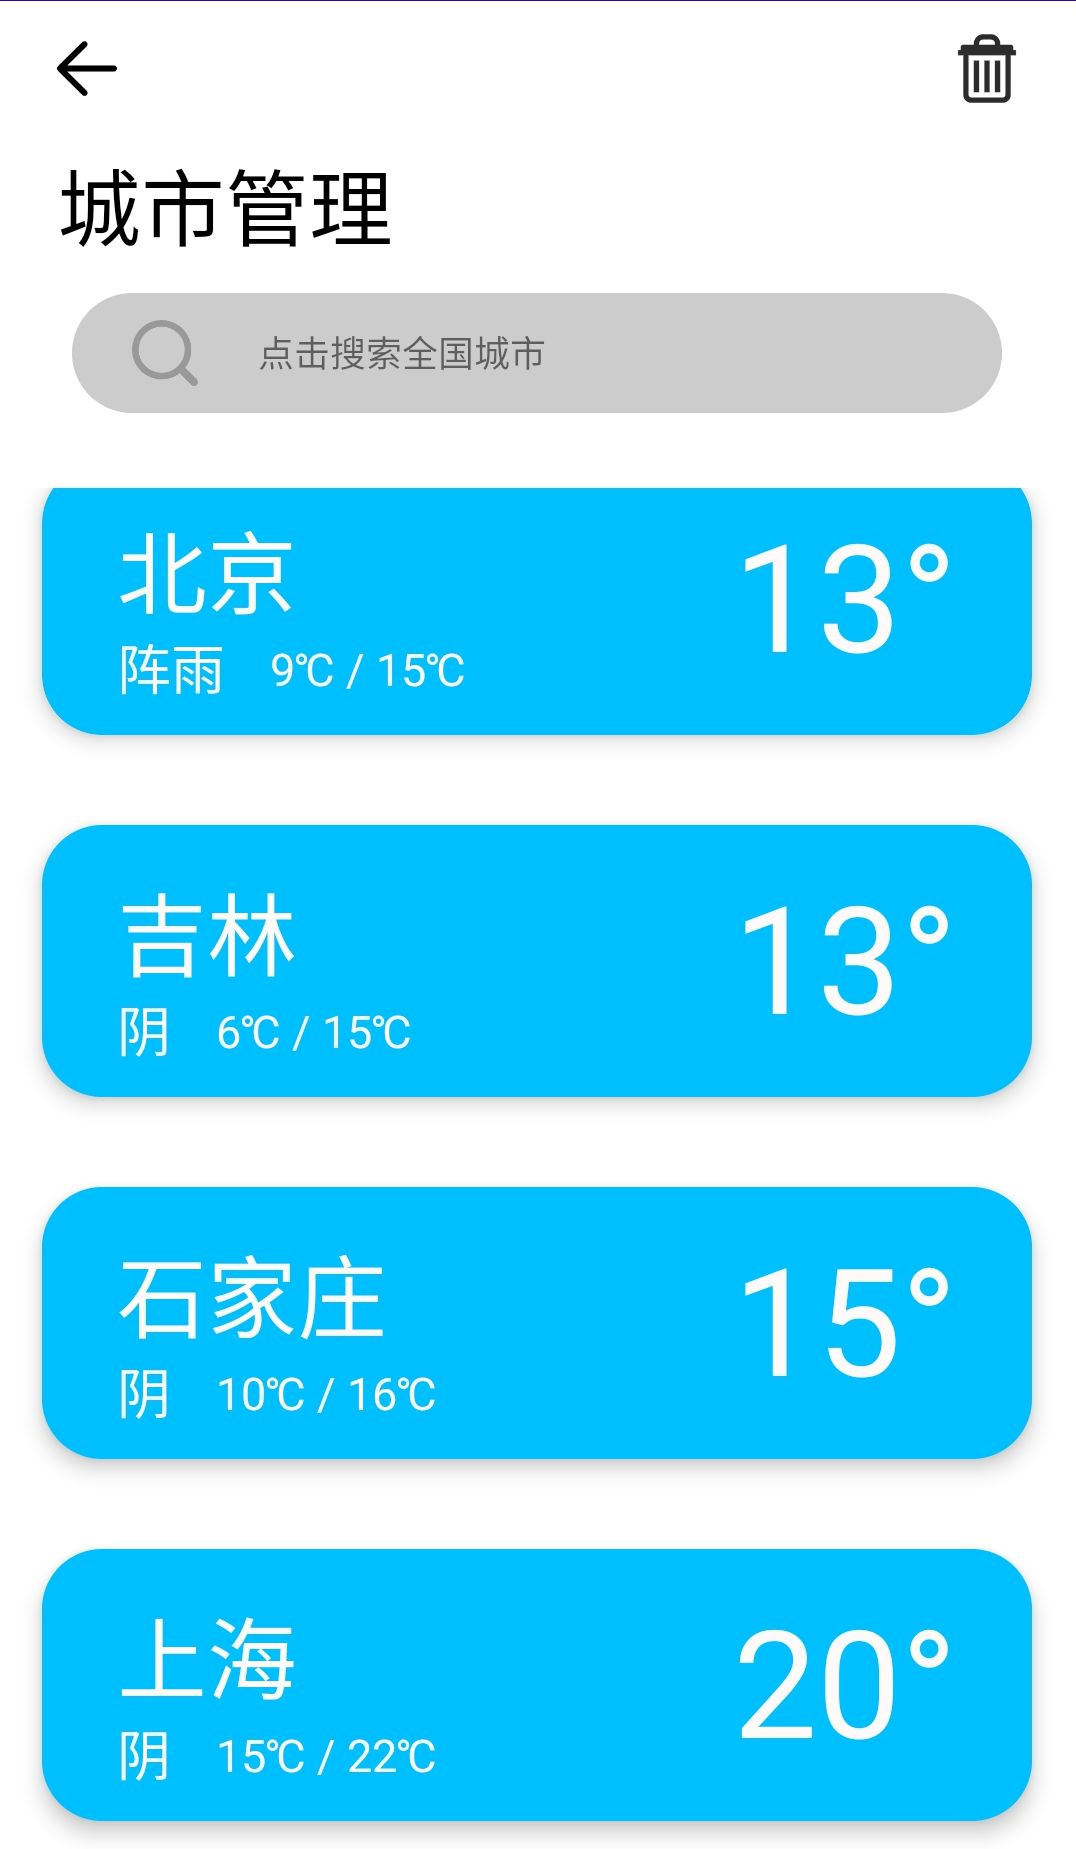 城市管理
点击搜索全国城市
北京
13°
阵雨 9℃ / 15℃
吉林
13°
阴 6℃ / 15℃
石家庄
15°
阴 10℃ / 16℃
上海
20°
阴 15℃ / 22℃